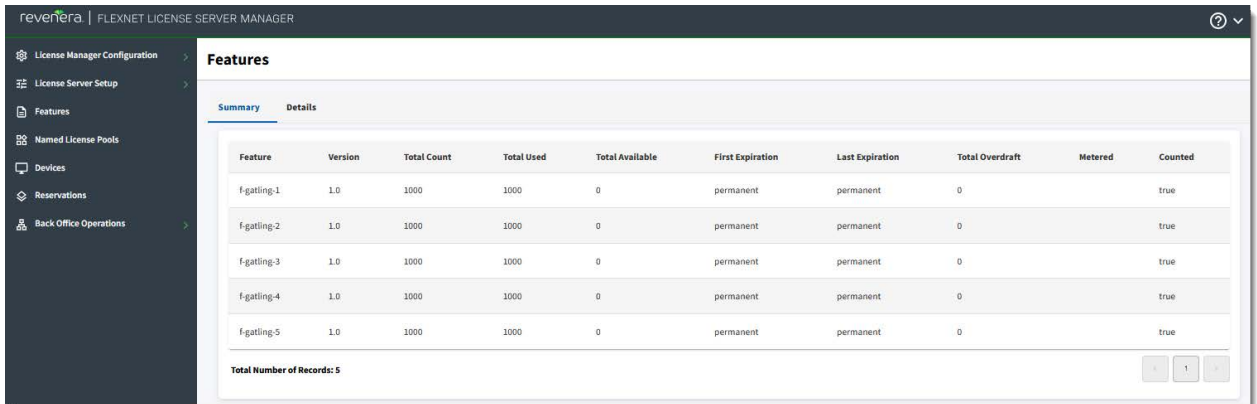 revenera. | FLEXNET LICENSE SERVER MANAGER
License Manager Configuration
License Server Setup
Features
Named License Pools
Devices
Reservations
Back Office Operations
Features
Summary Details
Feature Version Total Count Total Used Total Available First Expiration Last Expiration Total Overdraft Metered Counted
f-gatling-1 1.0 1000 1000 0 permanent permanent 0 true
f-gatling-2 1.0 1000 1000 0 permanent permanent 0 true
f-gatling-3 1.0 1000 1000 0 permanent permanent 0 true
f-gatling-4 1.0 1000 1000 0 permanent permanent 0 true
f-gatling-5 1.0 1000 1000 0 permanent permanent 0 true
Total Number of Records: 5
1